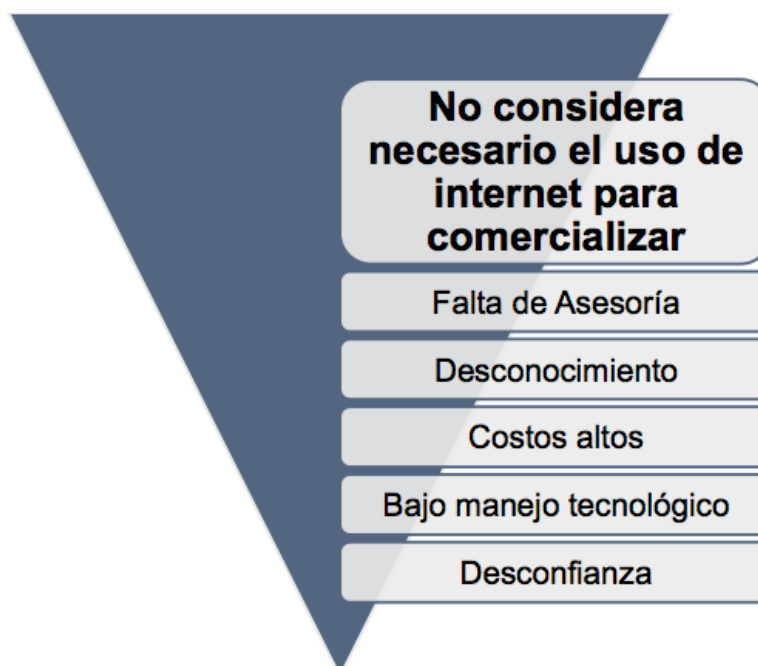 No considera
necesario el uso de
internet para
comercializar
Falta de Asesoría
Desconocimiento
Costos altos
Bajo manejo tecnológico
Desconfianza